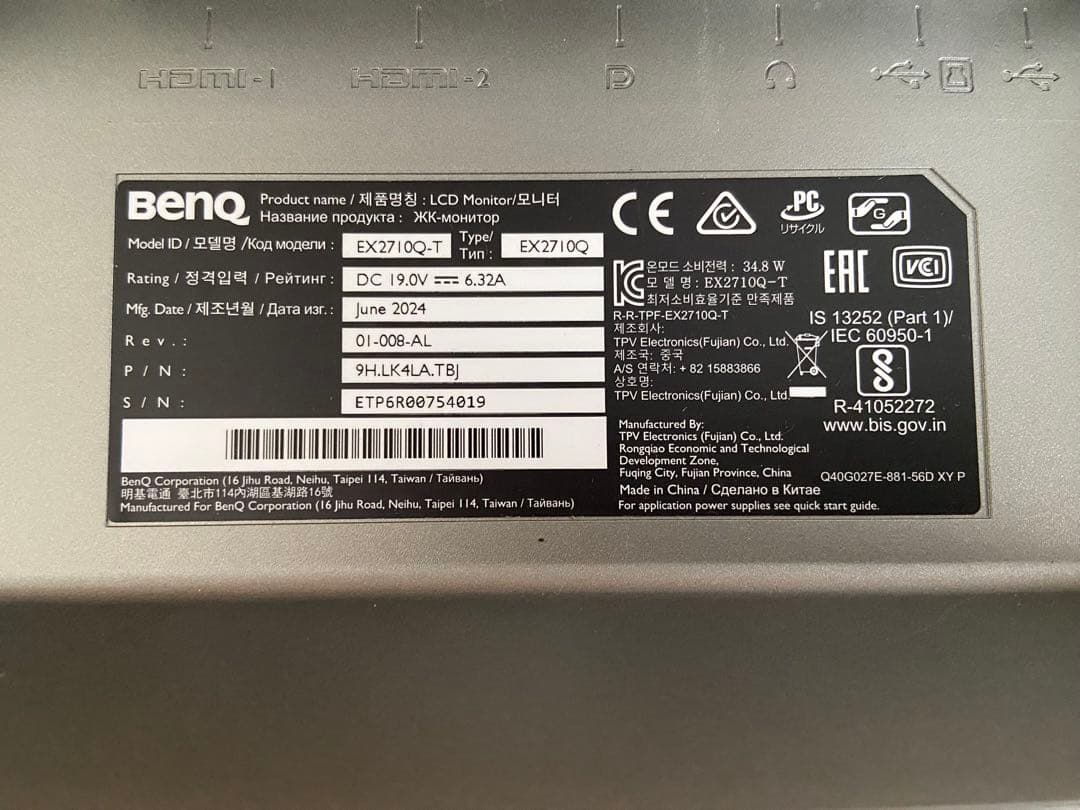 HDMI-1
HDMI-2
BenQ
Product name / 제품명칭 : LCD Monitor/모니터
Название продукта : ЖК-монитор
Model ID / 모델명 /Код модели : EX2710Q-T Type/ Тип : EX2710Q
Rating / 정격입력 / Рейтинг : DC 19.0V ⎓ 6.32A
Mfg. Date / 제조년월 / Дата изг. : June 2024
Rev. : 01-008-AL
P/N : 9H.LK4LA.TBJ
S/N : ETP6R00754019
BenQ Corporation (16 Jihu Road, Neihu, Taipei 114, Taiwan / Тайвань)
明基電通 臺北市114內湖區基湖路16號
Manufactured For BenQ Corporation (16 Jihu Road, Neihu, Taipei 114, Taiwan / Тайвань)
CE
PC
リサイクル
G
온모드 소비전력 : 34.8 W
모 델 명 : EX2710Q-T
최저소비효율기준 만족제품
R-R-TPF-EX2710Q-T
제조회사:
TPV Electronics(Fujian) Co., Ltd.
제조국: 중국
A/S 연락처: + 82 15883866
상호명:
TPV Electronics(Fujian) Co., Ltd.
EAC
VCCI
IS 13252 (Part 1)/
IEC 60950-1
R-41052272
www.bis.gov.in
Manufactured By:
TPV Electronics (Fujian) Co., Ltd.
Rongqiao Economic and Technological
Development Zone,
Fuqing City, Fujian Province, China
Q40G027E-881-56D XY P
Made in China / Сделано в Китае
For application power supplies see quick start guide.